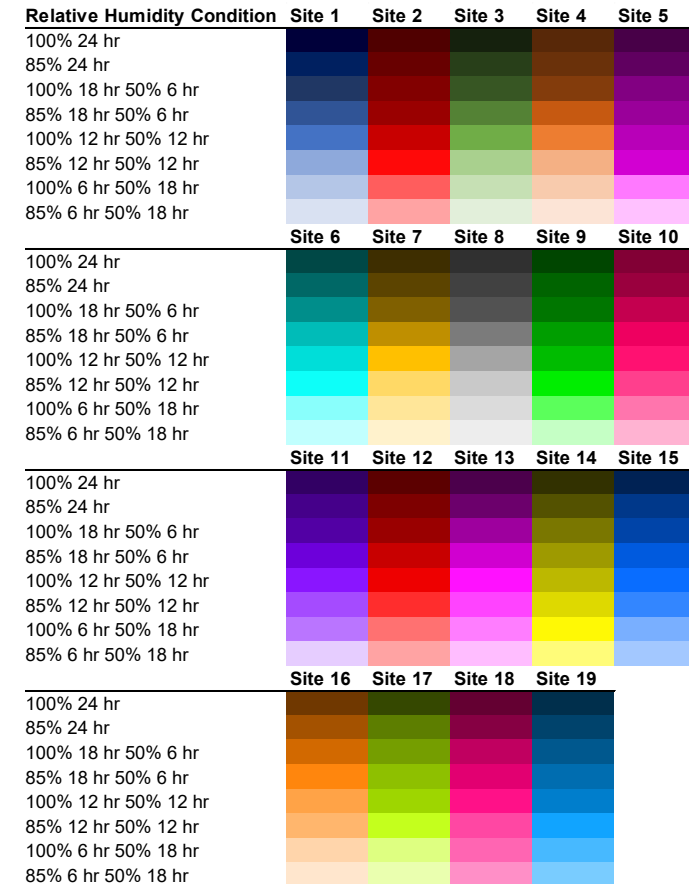 Relative Humidity Condition Site 1 Site 2 Site 3 Site 4 Site 5
100% 24 hr
85% 24 hr
100% 18 hr 50% 6 hr
85% 18 hr 50% 6 hr
100% 12 hr 50% 12 hr
85% 12 hr 50% 12 hr
100% 6 hr 50% 18 hr
85% 6 hr 50% 18 hr
Site 6 Site 7 Site 8 Site 9 Site 10
100% 24 hr
85% 24 hr
100% 18 hr 50% 6 hr
85% 18 hr 50% 6 hr
100% 12 hr 50% 12 hr
85% 12 hr 50% 12 hr
100% 6 hr 50% 18 hr
85% 6 hr 50% 18 hr
Site 11 Site 12 Site 13 Site 14 Site 15
100% 24 hr
85% 24 hr
100% 18 hr 50% 6 hr
85% 18 hr 50% 6 hr
100% 12 hr 50% 12 hr
85% 12 hr 50% 12 hr
100% 6 hr 50% 18 hr
85% 6 hr 50% 18 hr
Site 16 Site 17 Site 18 Site 19
100% 24 hr
85% 24 hr
100% 18 hr 50% 6 hr
85% 18 hr 50% 6 hr
100% 12 hr 50% 12 hr
85% 12 hr 50% 12 hr
100% 6 hr 50% 18 hr
85% 6 hr 50% 18 hr